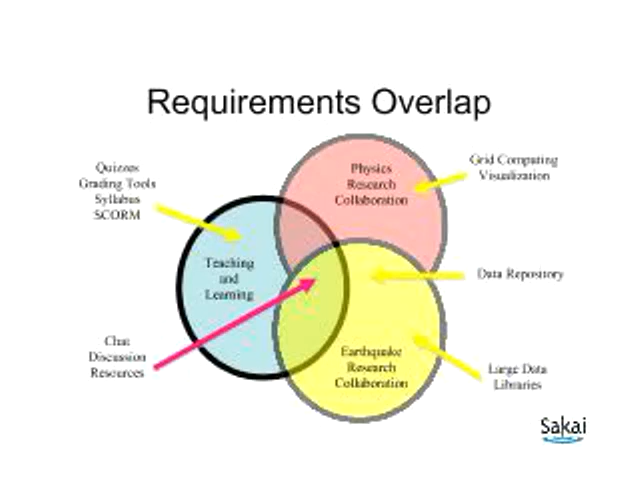 Requirements Overlap
Quizzes
Grading Tools
Syllabus
SCORM
Physics
Research
Collaboration
Grid Computing
Visualization
Teaching
and
Learning
Data Repository
Chat
Discussion
Resources
Earthquake
Research
Collaboration
Large Data
Libraries
Sakai